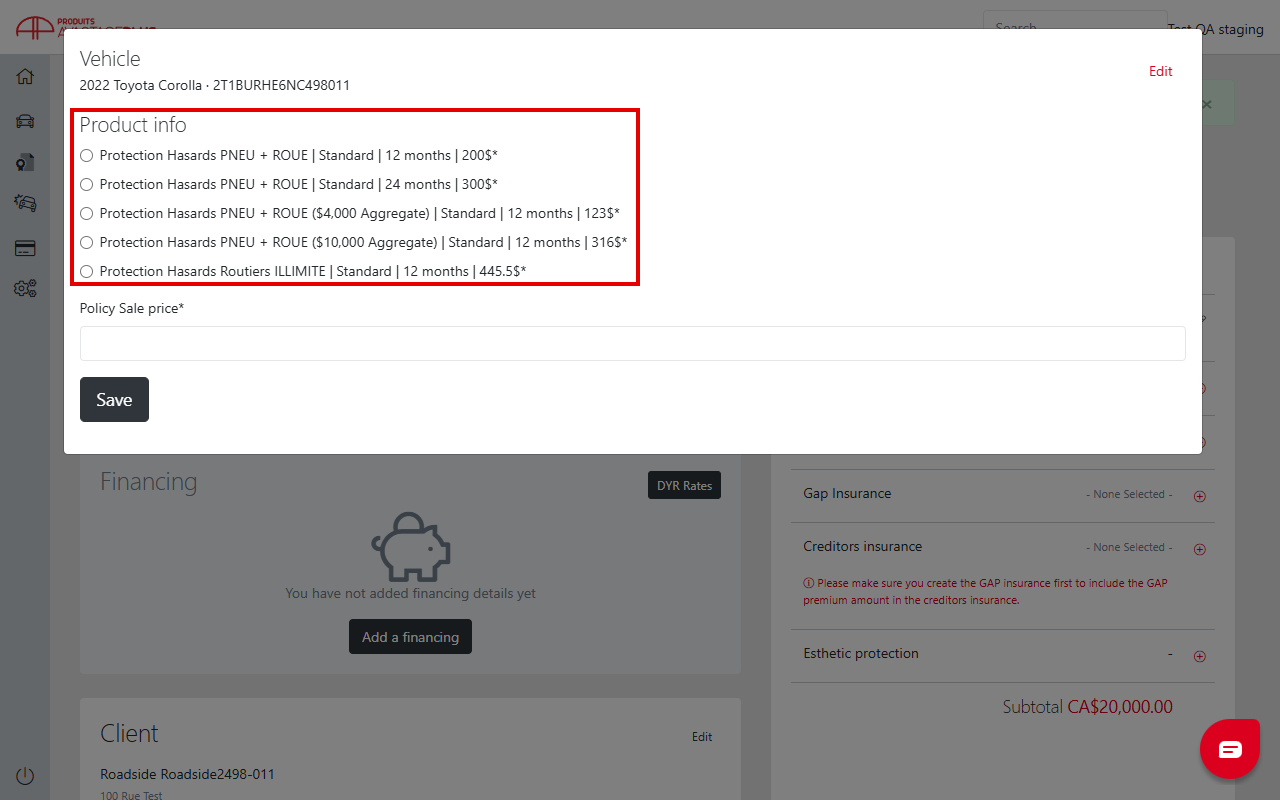 PRODUITS
Search
Test QA staging
Vehicle
2022 Toyota Corolla · 2T1BURHE6NC498011
Edit
Product info
Protection Hasards PNEU + ROUE | Standard | 12 months | 200$*
Protection Hasards PNEU + ROUE | Standard | 24 months | 300$*
Protection Hasards PNEU + ROUE ($4,000 Aggregate) | Standard | 12 months | 123$*
Protection Hasards PNEU + ROUE ($10,000 Aggregate) | Standard | 12 months | 316$*
Protection Hasards Routiers ILLIMITE | Standard | 12 months | 445.5$*
Policy Sale price*
Save
Financing
DYR Rates
You have not added financing details yet
Add a financing
Gap Insurance
- None Selected -
Creditors insurance
- None Selected -
Please make sure you create the GAP insurance first to include the GAP
premium amount in the creditors insurance.
Esthetic protection
-
Subtotal CA$20,000.00
Client
Edit
Roadside Roadside2498-011
100 Rue Test